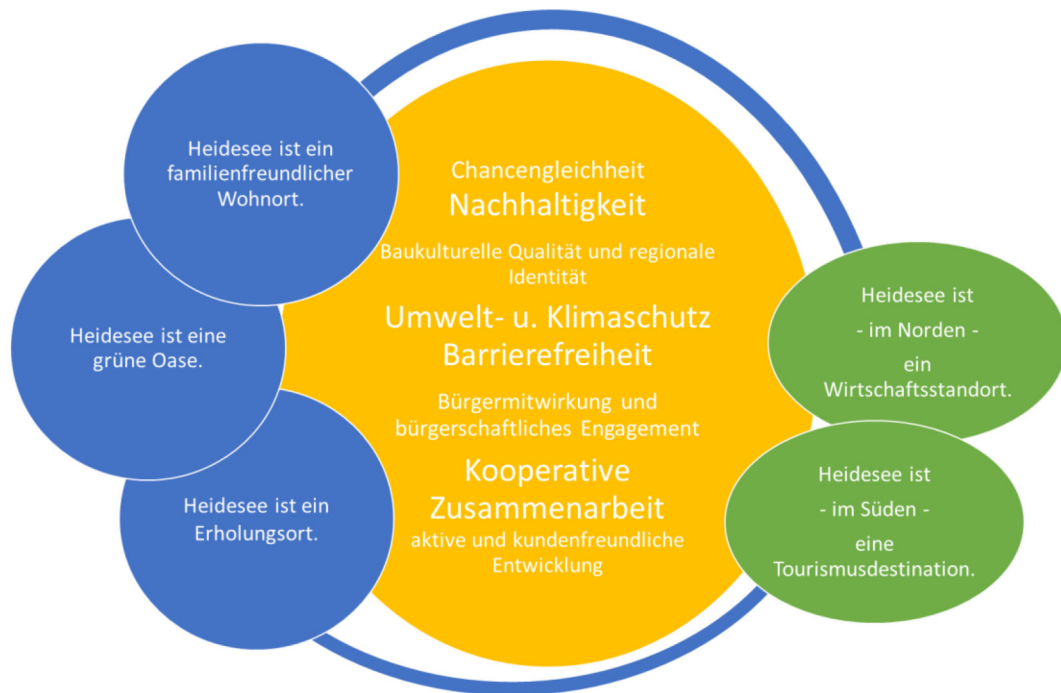 Heidesee ist ein
familienfreundlicher
Wohnort.
Heidesee ist eine
grüne Oase.
Heidesee ist ein
Erholungsort.
Chancengleichheit
Nachhaltigkeit
Baukulturelle Qualität und regionale
Identität
Umwelt- u. Klimaschutz
Barrierefreiheit
Bürgermitwirkung und
bürgerschaftliches Engagement
Kooperative
Zusammenarbeit
aktive und kundenfreundliche
Entwicklung
Heidesee ist
- im Norden -
ein
Wirtschaftsstandort.
Heidesee ist
- im Süden -
eine
Tourismusdestination.